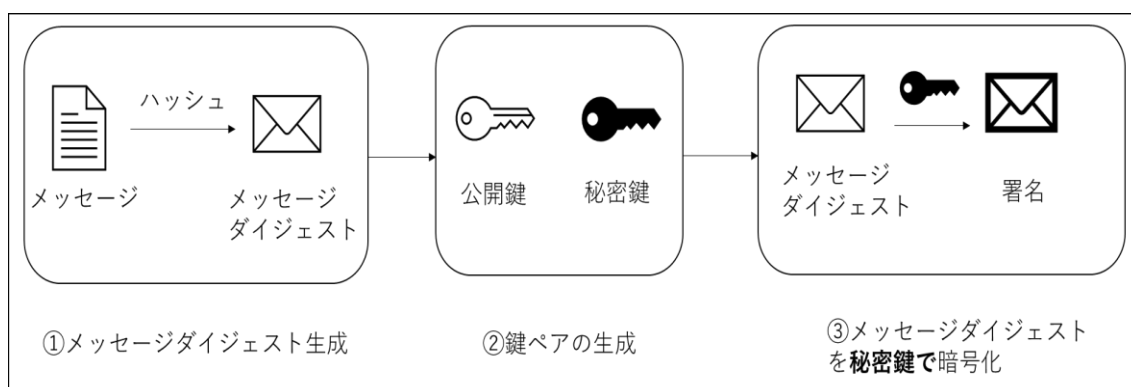 ハッシュ
メッセージ
メッセージ
ダイジェスト
公開鍵
秘密鍵
メッセージ
ダイジェスト
署名
①メッセージダイジェスト生成
②鍵ペアの生成
③メッセージダイジェスト
を秘密鍵で暗号化